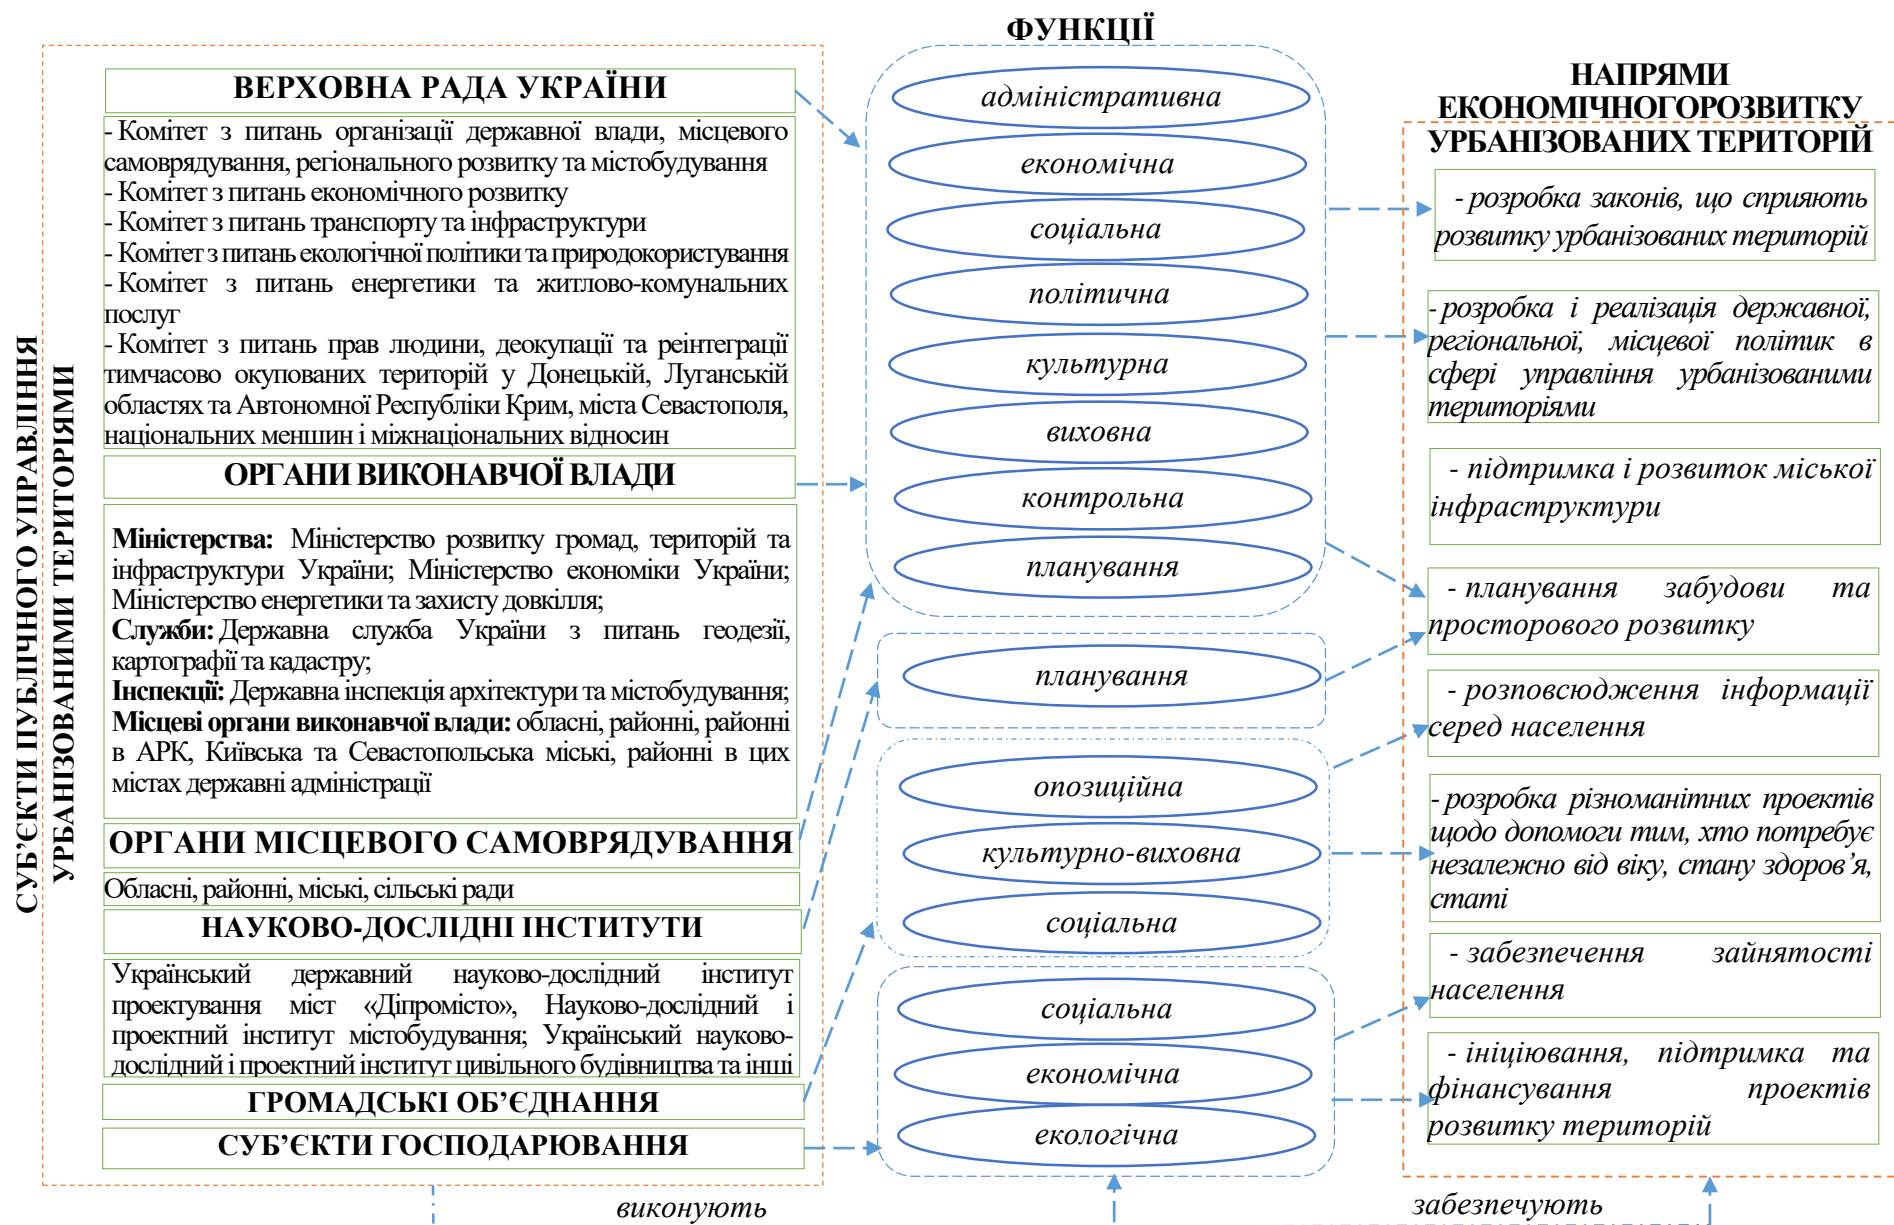 СУБ’ЄКТИ ПУБЛІЧНОГО УПРАВЛІННЯ
УРБАНІЗОВАНИМИ ТЕРИТОРІЯМИ
ВЕРХОВНА РАДА УКРАЇНИ
- Комітет з питань організації державної влади, місцевого
самоврядування, регіонального розвитку та містобудування
- Комітет з питань економічного розвитку
- Комітет з питань транспорту та інфраструктури
- Комітет з питань екологічної політики та природокористування
- Комітет з питань енергетики та житлово-комунальних
послуг
- Комітет з питань прав людини, деокупації та реінтеграції
тимчасово окупованих територій у Донецькій, Луганській
областях та Автономної Республіки Крим, міста Севастополя,
національних меншин і міжнаціональних відносин
ОРГАНИ ВИКОНАВЧОЇ ВЛАДИ
Міністерства: Міністерство розвитку громад, територій та
інфраструктури України; Міністерство економіки України;
Міністерство енергетики та захисту довкілля;
Служби: Державна служба України з питань геодезії,
картографії та кадастру;
Інспекції: Державна інспекція архітектури та містобудування;
Місцеві органи виконавчої влади: обласні, районні, районні
в АРК, Київська та Севастопольська міські, районні в цих
містах державні адміністрації
ОРГАНИ МІСЦЕВОГО САМОВРЯДУВАННЯ
Обласні, районні, міські, сільські ради
НАУКОВО-ДОСЛІДНІ ІНСТИТУТИ
Український державний науково-дослідний інститут
проектування міст «Діпромісто», Науково-дослідний і
проектний інститут містобудування; Український науково-
дослідний і проектний інститут цивільного будівництва та інші
ГРОМАДСЬКІ ОБ’ЄДНАННЯ
СУБ’ЄКТИ ГОСПОДАРЮВАННЯ
виконують
ФУНКЦІЇ
адміністративна
економічна
соціальна
політична
культурна
виховна
контрольна
планування
планування
опозиційна
культурно-виховна
соціальна
соціальна
економічна
екологічна
НАПРЯМИ
ЕКОНОМІЧНОГОРОЗВИТКУ
УРБАНІЗОВАНИХ ТЕРИТОРІЙ
- розробка законів, що сприяють
розвитку урбанізованих територій
- розробка і реалізація державної,
регіональної, місцевої політик в
сфері управління урбанізованими
територіями
- підтримка і розвиток міської
інфраструктури
- планування забудови та
просторового розвитку
- розповсюдження інформації
серед населення
- розробка різноманітних проектів
щодо допомоги тим, хто потребує
незалежно від віку, стану здоров’я,
статі
- забезпечення зайнятості
населення
- ініціювання, підтримка та
фінансування проектів
розвитку територій
забезпечують